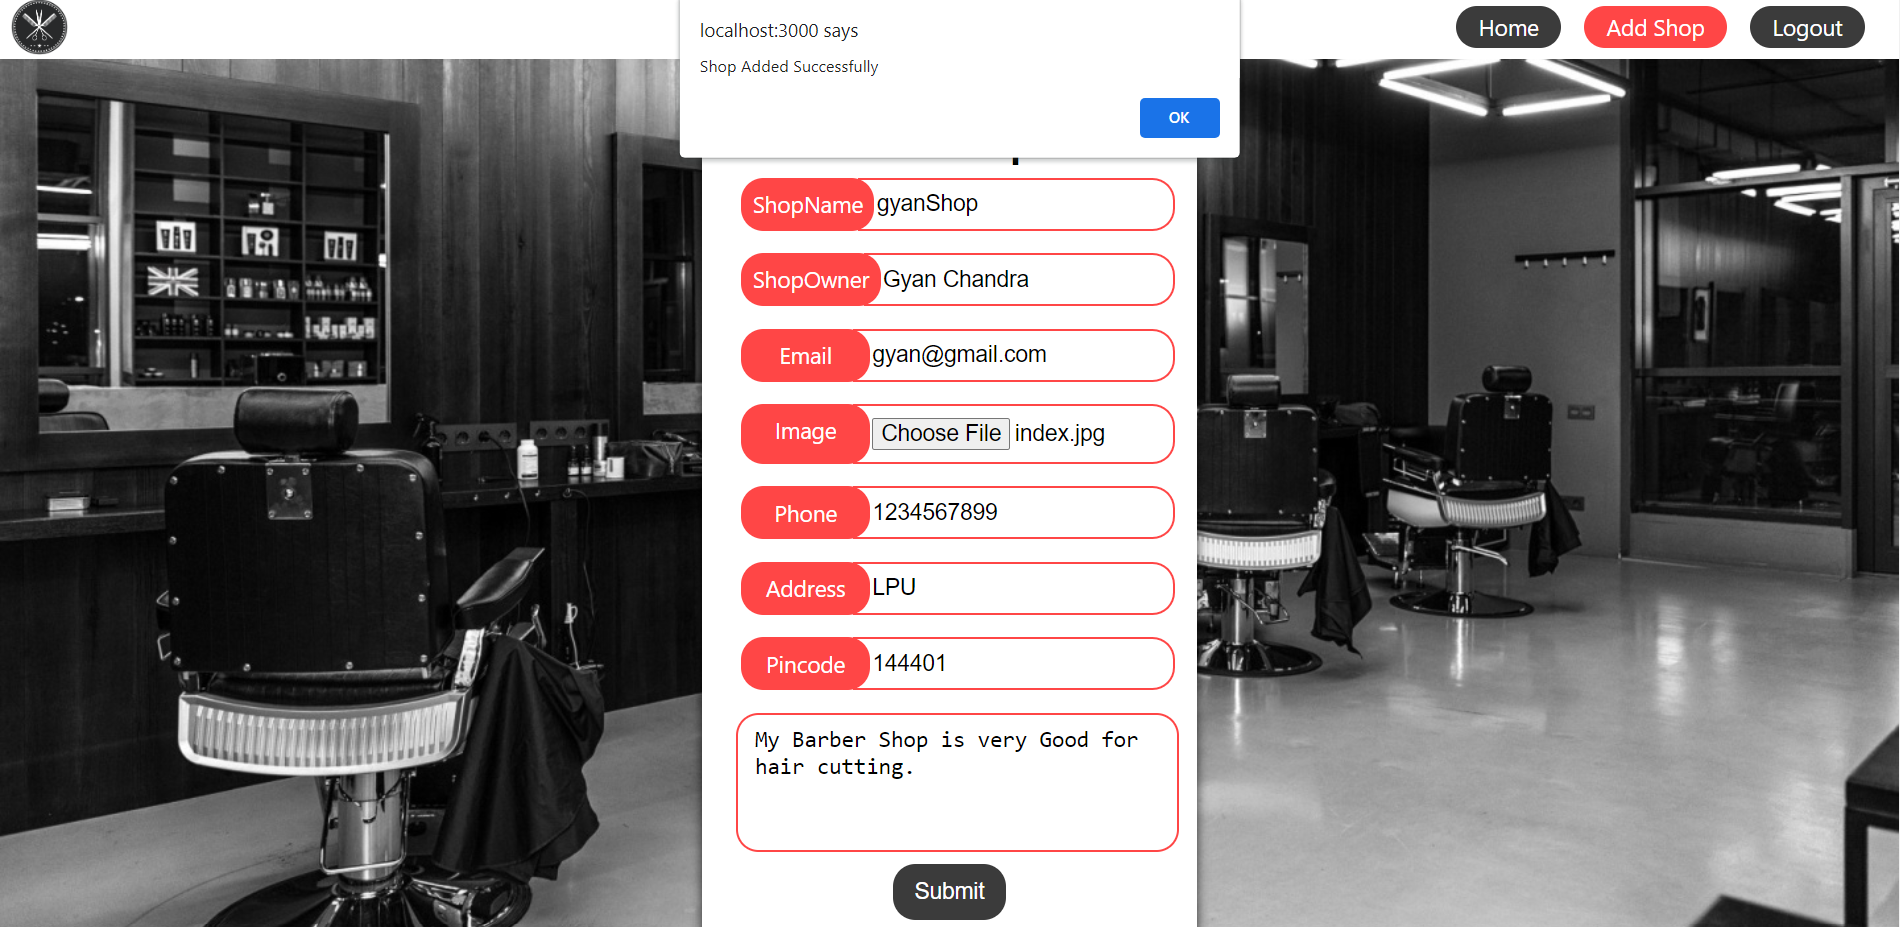 Home Add Shop Logout
localhost:3000 says
Shop Added Successfully
OK
ShopName gyanShop
ShopOwner Gyan Chandra
Email gyan@gmail.com
Image Choose File index.jpg
Phone 1234567899
Address LPU
Pincode 144401
My Barber Shop is very Good for
hair cutting.
Submit